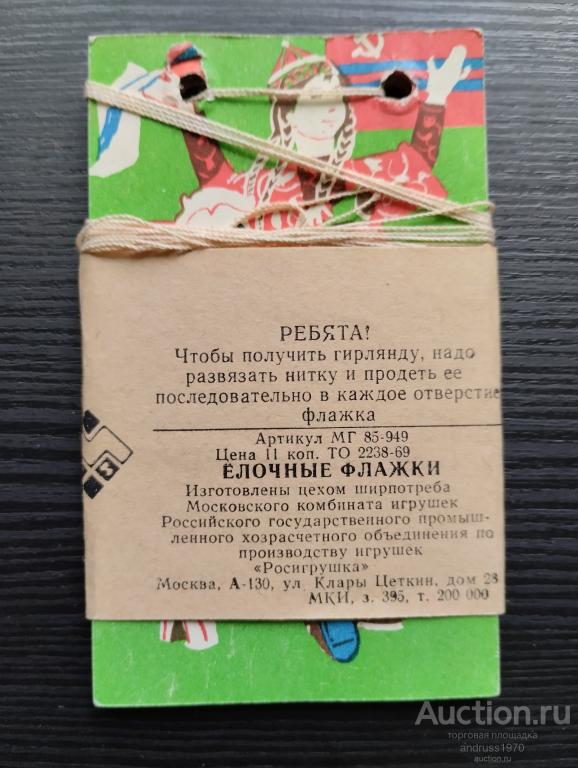 РЕБЯТА!
Чтобы получить гирлянду, надо
развязать нитку и продеть ее
последовательно в каждое отверстие
флажка
Артикул МГ 85-949
Цена 11 коп. ТО 2238-69
ЁЛОЧНЫЕ ФЛАЖКИ
Изготовлены цехом ширпотреба
Московского комбината игрушек
Российского государственного промыш-
ленного хозрасчетного объединения по
производству игрушек
«Росигрушка»
Москва, А-130, ул. Клары Цеткин, дом 28
МКИ, з. 395, т. 200 000
Auction.ru
торговая площадка
andruss1970
auction.ru